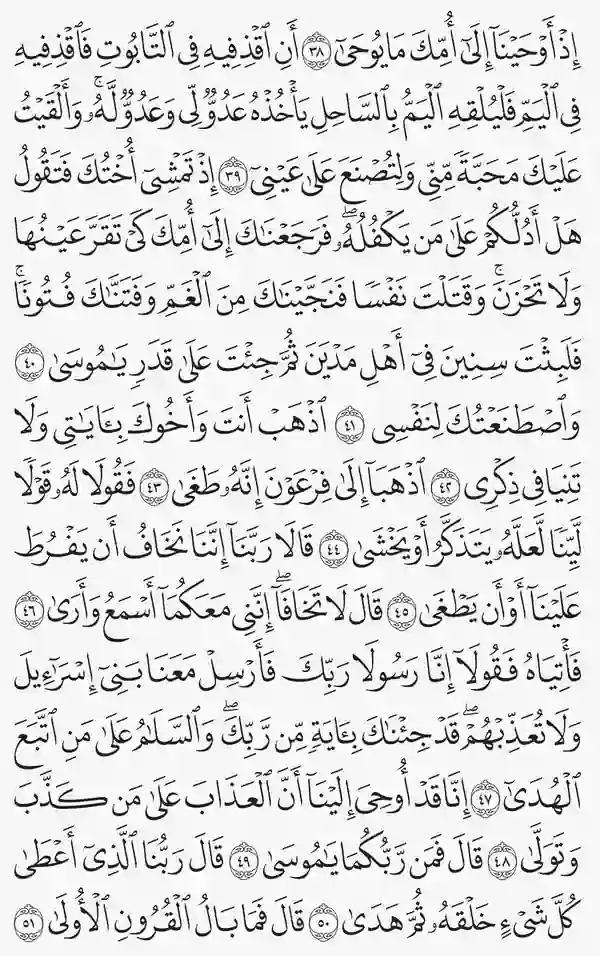 إِذْ أَوْحَيْنَآ إِلَىٰٓ أُمِّكَ مَا يُوحَىٰٓ ٣٨ أَنِ ٱقْذِفِيهِ فِى ٱلتَّابُوتِ فَٱقْذِفِيهِ
فِى ٱلْيَمِّ فَلْيُلْقِهِ ٱلْيَمُّ بِٱلسَّاحِلِ يَأْخُذْهُ عَدُوٌّ لِّى وَعَدُوٌّ لَّهُۥۚ وَأَلْقَيْتُ
عَلَيْكَ مَحَبَّةً مِّنِّى وَلِتُصْنَعَ عَلَىٰ عَيْنِىٓ ٣٩ إِذْ تَمْشِىٓ أُخْتُكَ فَتَقُولُ
هَلْ أَدُلُّكُمْ عَلَىٰ مَن يَكْفُلُهُۥۖ فَرَجَعْنَـٰكَ إِلَىٰٓ أُمِّكَ كَىْ تَقَرَّ عَيْنُهَا
وَلَا تَحْزَنَۚ وَقَتَلْتَ نَفْسًا فَنَجَّيْنَـٰكَ مِنَ ٱلْغَمِّ وَفَتَنَّـٰكَ فُتُونًاۚ
فَلَبِثْتَ سِنِينَ فِىٓ أَهْلِ مَدْيَنَ ثُمَّ جِئْتَ عَلَىٰ قَدَرٍ يَـٰمُوسَىٰ ٤٠
وَٱصْطَنَعْتُكَ لِنَفْسِى ٤١ ٱذْهَبْ أَنتَ وَأَخُوكَ بِـَٔايَـٰتِى وَلَا
تَنِيَا فِى ذِكْرِى ٤٢ ٱذْهَبَآ إِلَىٰ فِرْعَوْنَ إِنَّهُۥ طَغَىٰ ٤٣ فَقُولَا لَهُۥ قَوْلًا
لَّيِّنًا لَّعَلَّهُۥ يَتَذَكَّرُ أَوْ يَخْشَىٰ ٤٤ قَالَا رَبَّنَآ إِنَّنَا نَخَافُ أَن يَفْرُطَ
عَلَيْنَآ أَوْ أَن يَطْغَىٰ ٤٥ قَالَ لَا تَخَافَآۖ إِنَّنِى مَعَكُمَآ أَسْمَعُ وَأَرَىٰ ٤٦
فَأْتِيَاهُ فَقُولَآ إِنَّا رَسُولَا رَبِّكَ فَأَرْسِلْ مَعَنَا بَنِىٓ إِسْرَٰٓءِيلَ
وَلَا تُعَذِّبْهُمْۖ قَدْ جِئْنَـٰكَ بِـَٔايَةٍ مِّن رَّبِّكَۖ وَٱلسَّلَـٰمُ عَلَىٰ مَنِ ٱتَّبَعَ
ٱلْهُدَىٰٓ ٤٧ إِنَّا قَدْ أُوحِىَ إِلَيْنَآ أَنَّ ٱلْعَذَابَ عَلَىٰ مَن كَذَّبَ
وَتَوَلَّىٰ ٤٨ قَالَ فَمَن رَّبُّكُمَا يَـٰمُوسَىٰ ٤٩ قَالَ رَبُّنَا ٱلَّذِىٓ أَعْطَىٰ
كُلَّ شَىْءٍ خَلْقَهُۥ ثُمَّ هَدَىٰ ٥٠ قَالَ فَمَا بَالُ ٱلْقُرُونِ ٱلْأُولَىٰ ٥١